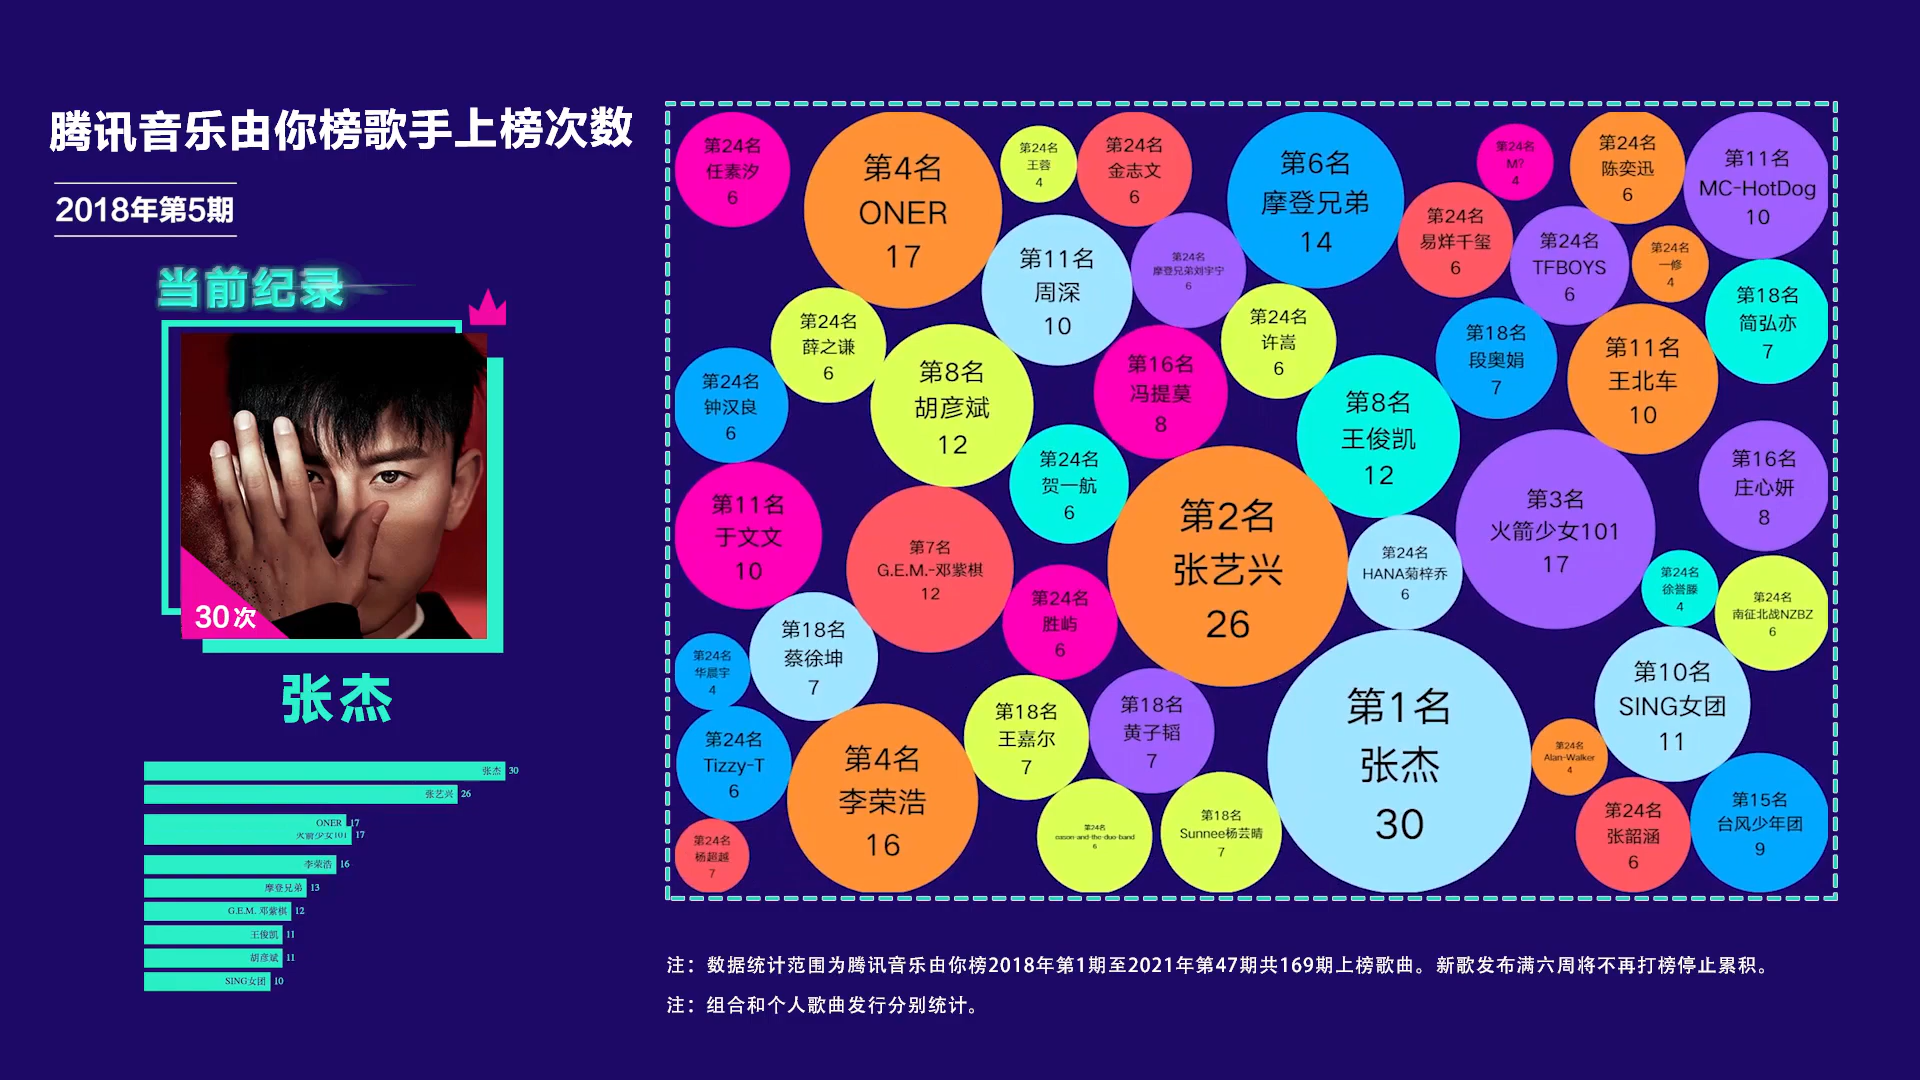 腾讯音乐由你榜歌手上榜次数
2018年第5期
当前纪录
30次
张杰
张杰 30
张艺兴 26
ONER 17
火箭少女101 17
李荣浩 16
摩登兄弟 13
G.E.M. 邓紫棋 12
王俊凯 11
胡彦斌 11
SING女团 10
第24名
任素汐
6
第4名
ONER
17
第24名
王蓉
4
第24名
金志文
6
第6名
摩登兄弟
14
第24名
M?
4
第24名
陈奕迅
6
第11名
MC-HotDog
10
第11名
周深
10
第24名
摩登兄弟刘宇宁
6
第24名
易烊千玺
6
第24名
TFBOYS
6
第24名
一修
4
第18名
简弘亦
7
第24名
薛之谦
6
第24名
许嵩
6
第18名
段奥娟
7
第11名
王北车
10
第24名
钟汉良
6
第8名
胡彦斌
12
第16名
冯提莫
8
第8名
王俊凯
12
第24名
贺一航
6
第16名
庄心妍
8
第11名
于文文
10
第7名
G.E.M.-邓紫棋
12
第2名
张艺兴
26
第3名
火箭少女101
17
第24名
HANA菊梓乔
6
第24名
胜屿
6
第24名
徐誉滕
4
第24名
南征北战NZBZ
6
第24名
华晨宇
4
第18名
蔡徐坤
7
第10名
SING女团
11
第18名
王嘉尔
7
第18名
黄子韬
7
第1名
张杰
30
第24名
Tizzy-T
6
第4名
李荣浩
16
第24名
Alan-Walker
4
第24名
杨超越
7
第24名
eason-and-the-duo-band
6
第18名
Sunnee杨芸晴
7
第24名
张韶涵
6
第15名
台风少年团
9
注：数据统计范围为腾讯音乐由你榜2018年第1期至2021年第47期共169期上榜歌曲。新歌发布满六周将不再打榜停止累积。
注：组合和个人歌曲发行分别统计。